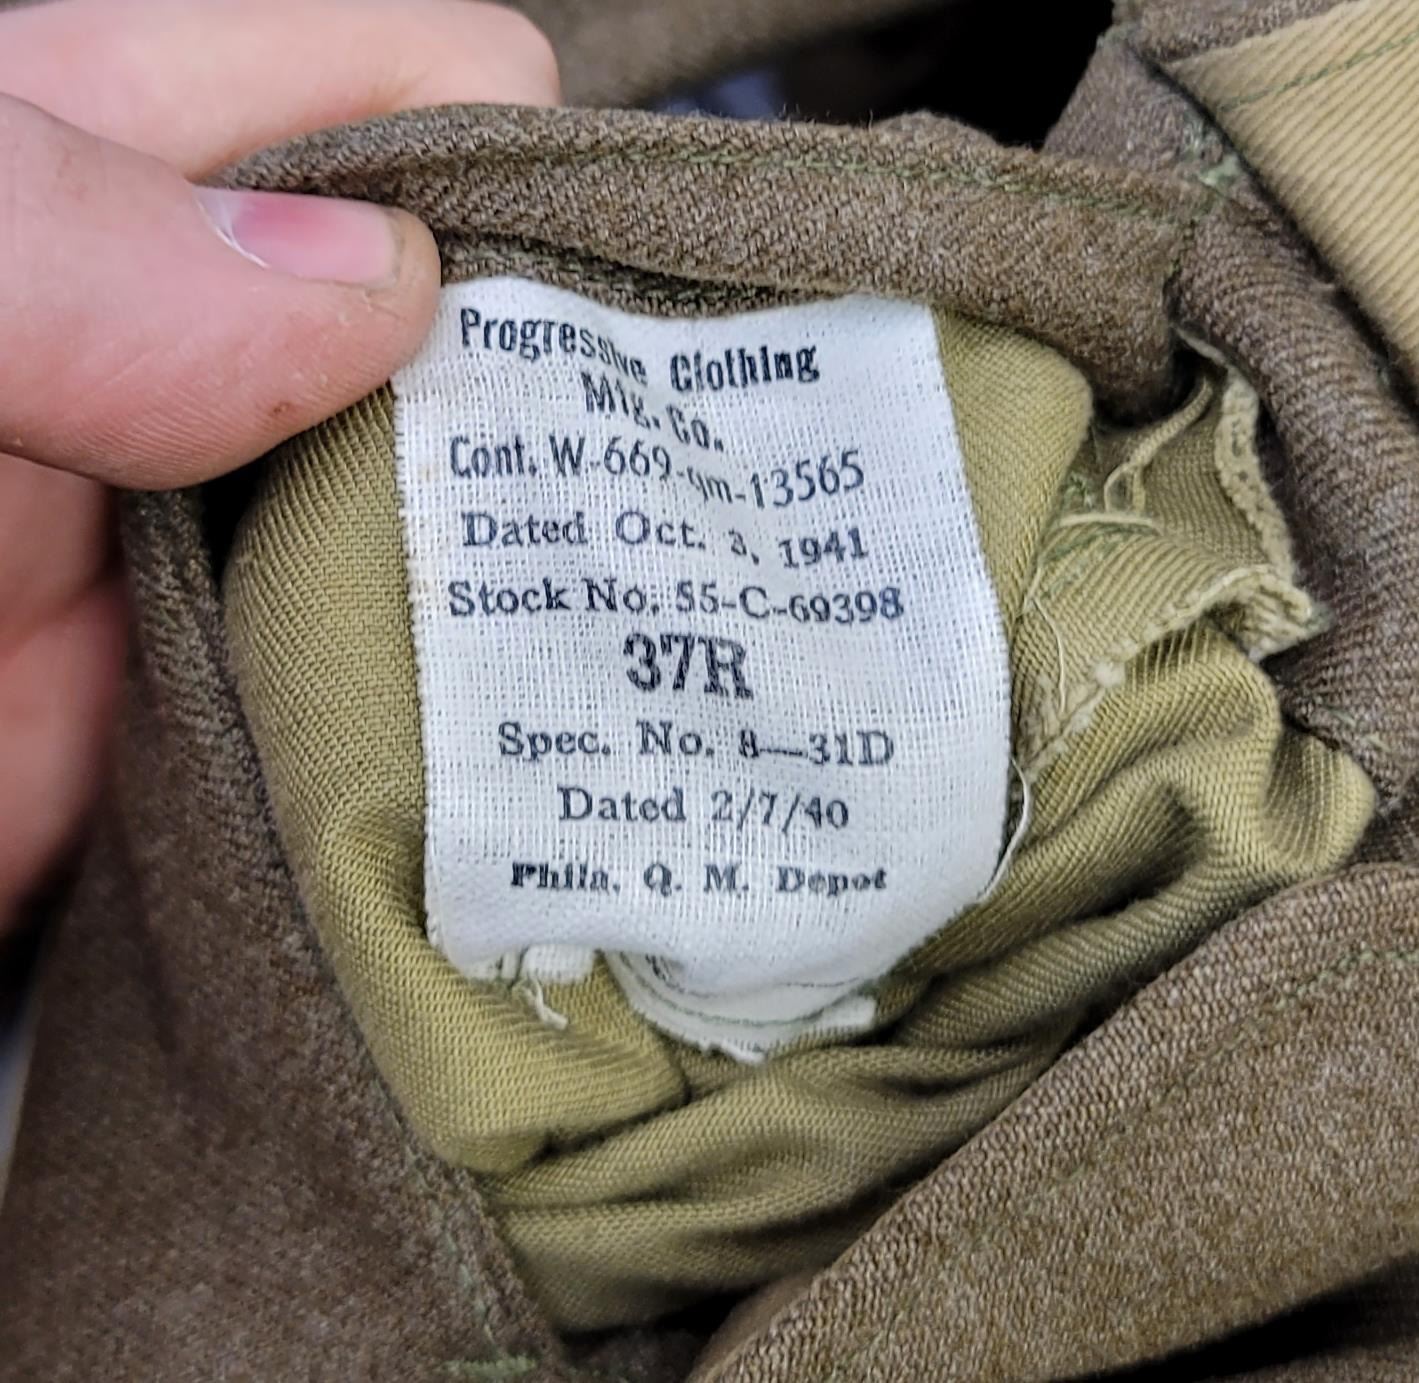 Progressive Clothing
Mfg. Co.
Cont. W-669-qm-13565
Dated Oct. 3, 1941
Stock No. 55-C-69398
37R
Spec. No. 8—31D
Dated 2/7/40
Phila. Q. M. Depot